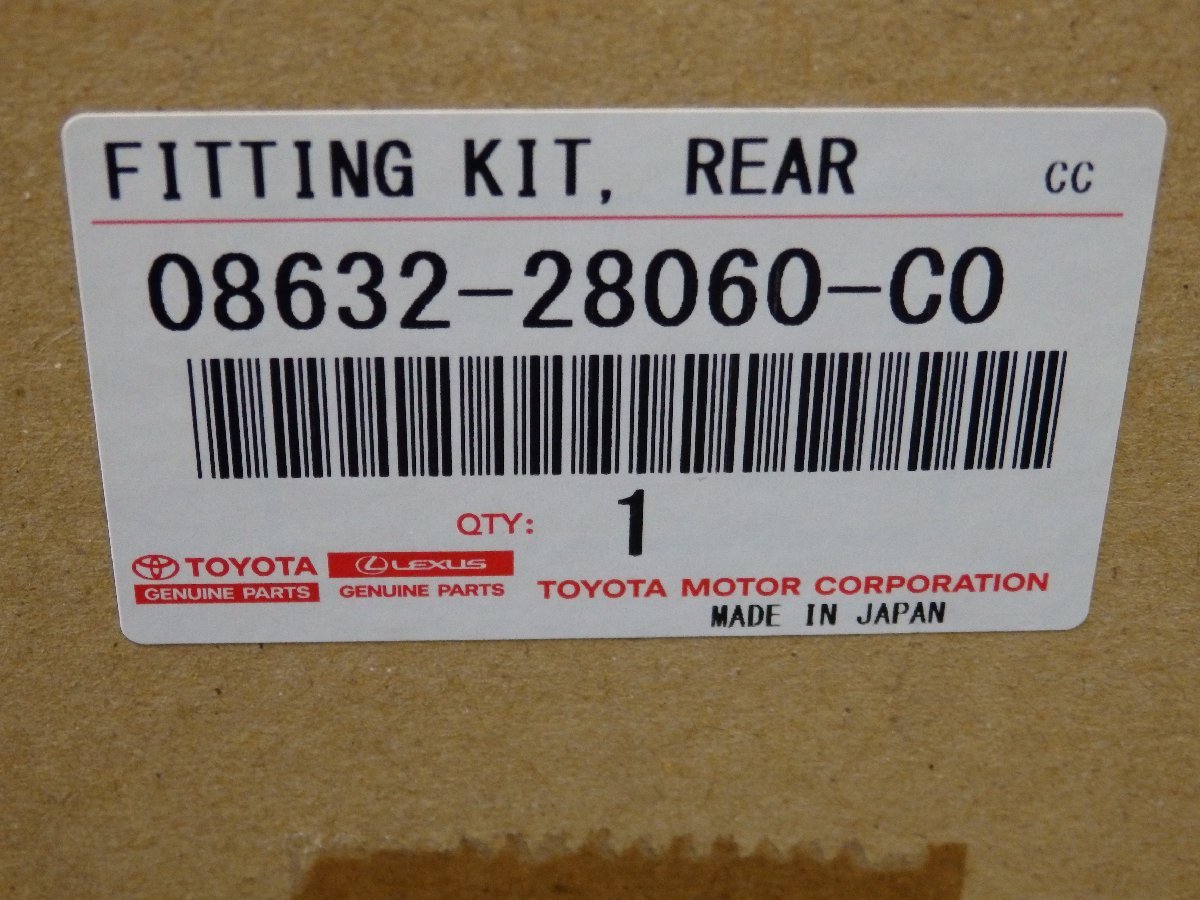 FITTING KIT, REAR CC
08632-28060-C0
QTY: 1
TOYOTA LEXUS
GENUINE PARTS GENUINE PARTS TOYOTA MOTOR CORPORATION
MADE IN JAPAN